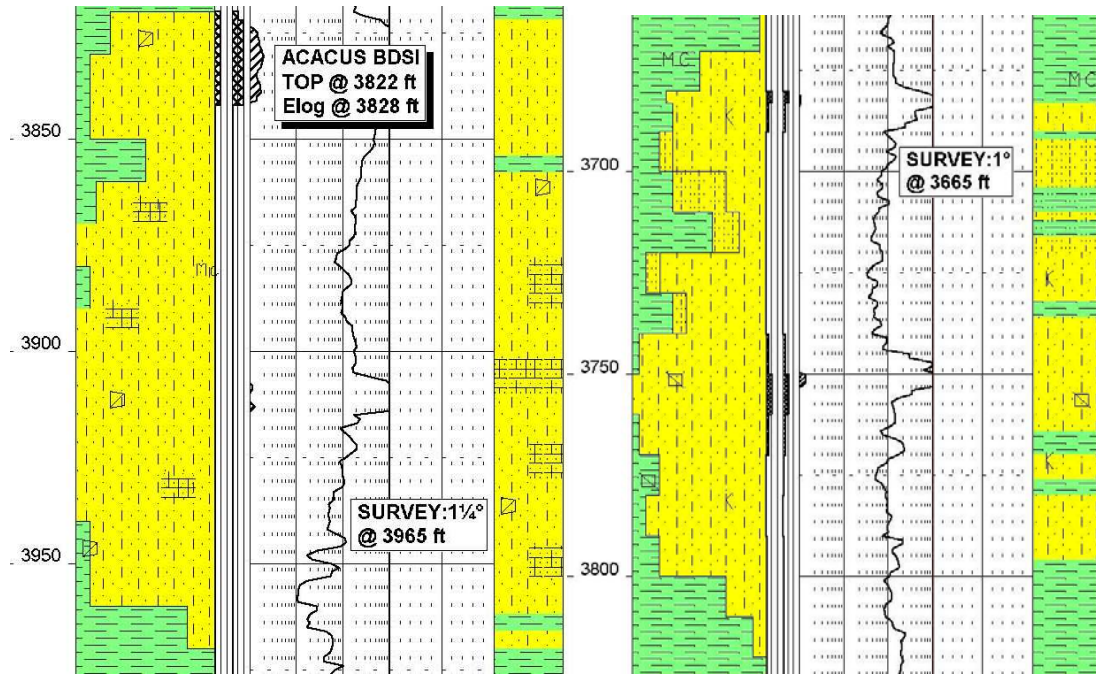 ACACUS BDSI
TOP @ 3822 ft
Elog @ 3828 ft
3850
Mc
3900
SURVEY:1¼°
@ 3965 ft
3950
MC
MC
K
SURVEY:1°
@ 3665 ft
3700
K
3750
K
K
3800